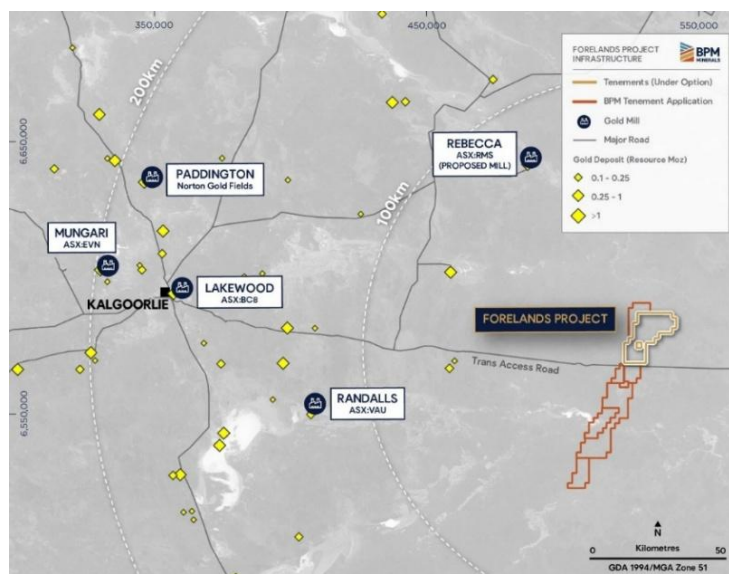 350,000
450,000
550,000
200km
100km
6,650,000
6,550,000
FORELANDS PROJECT
INFRASTRUCTURE
BPM
MINERALS
Tenements (Under Option)
BPM Tenement Application
Gold Mill
Major Road
Gold Deposit (Resource Moz)
0.1 - 0.25
0.25 - 1
>1
REBECCA
ASX:RMS
(PROPOSED MILL)
PADDINGTON
Norton Gold Fields
MUNGARI
ASX:EVN
LAKEWOOD
ASX:BC8
KALGOORLIE
FORELANDS PROJECT
Trans Access Road
RANDALLS
ASX:VAU
N
Kilometres
0 50
GDA 1994/MGA Zone 51